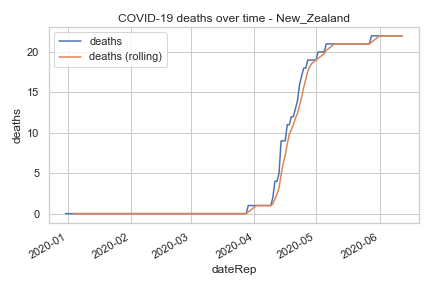 COVID-19 deaths over time - New_Zealand
deaths
deaths (rolling)
20
15
10
5
0
deaths
2020-01
2020-02
2020-03
2020-04
2020-05
2020-06
dateRep